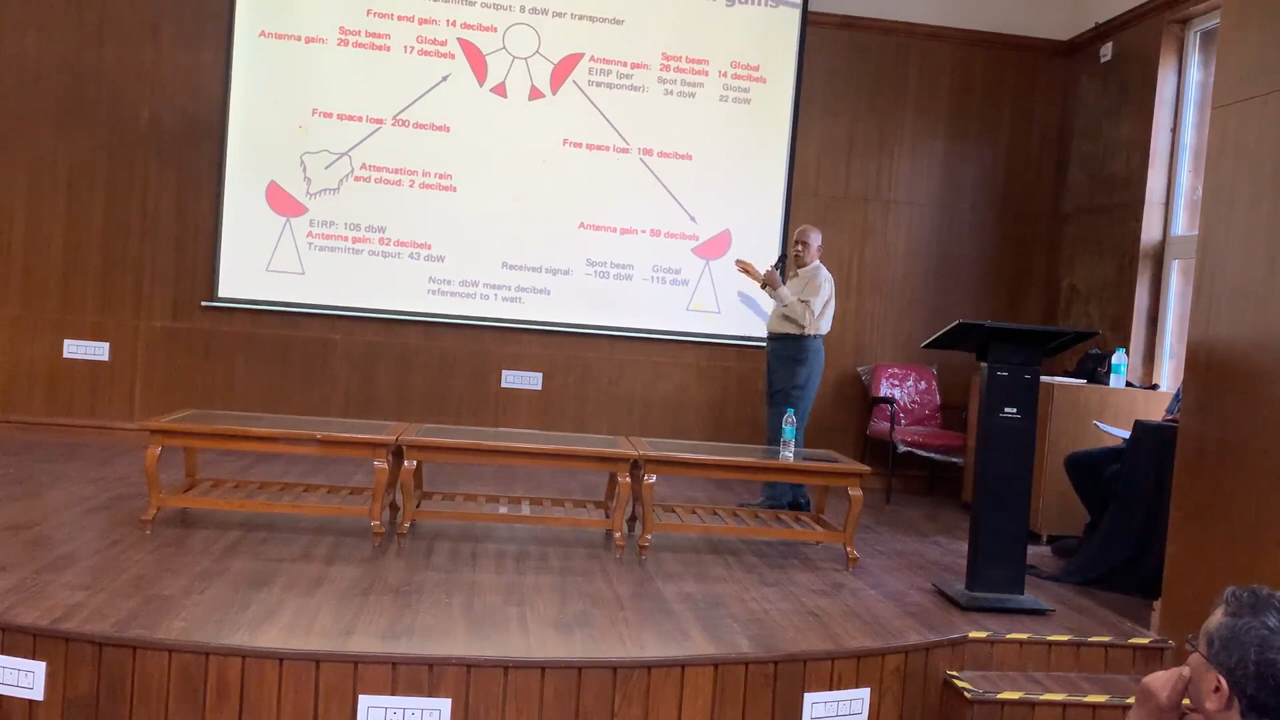 gains
Transmitter output: 8 dbW per transponder
Front end gain: 14 decibels
Spot beam Global
Antenna gain: 29 decibels 17 decibels
Spot beam Global
Antenna gain: 26 decibels 14 decibels
EIRP (per Spot Beam Global
transponder): 34 dbW 22 dbW
Free space loss: 200 decibels
Free space loss: 196 decibels
Attenuation in rain
and cloud: 2 decibels
EIRP: 105 dbW
Antenna gain: 62 decibels
Transmitter output: 43 dbW
Antenna gain = 59 decibels
Spot beam Global
Received signal: −103 dbW −115 dbW
Note: dbW means decibels
referenced to 1 watt.